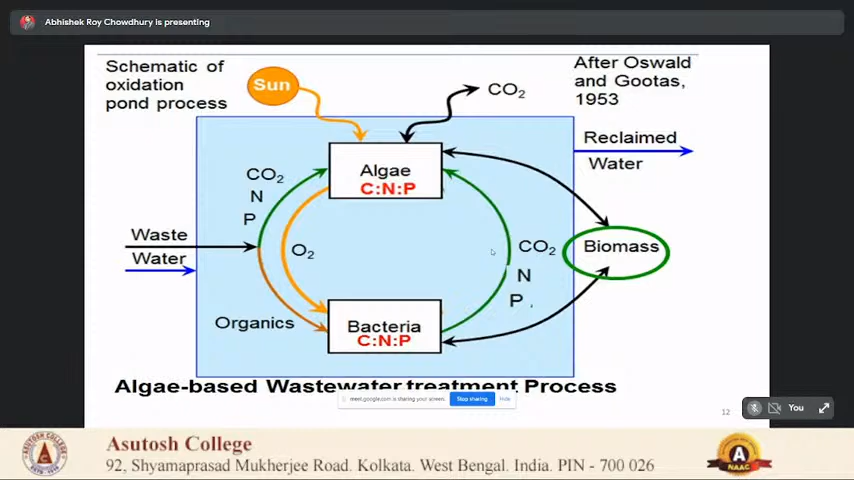 Abhishek Roy Chowdhury is presenting
Schematic of
oxidation
pond process
Sun
CO2
After Oswald
and Gootas,
1953
Reclaimed
Water
Algae
C:N:P
CO2
N
P
Waste
Water
O2
CO2
N
P
Biomass
Organics
Bacteria
C:N:P
Algae-based Wastewater treatment Process
meet.google.com is sharing your screen.
Stop sharing
Hide
12
You
Asutosh College
92, Shyamaprasad Mukherjee Road. Kolkata. West Bengal. India. PIN - 700 026
A
NAAC